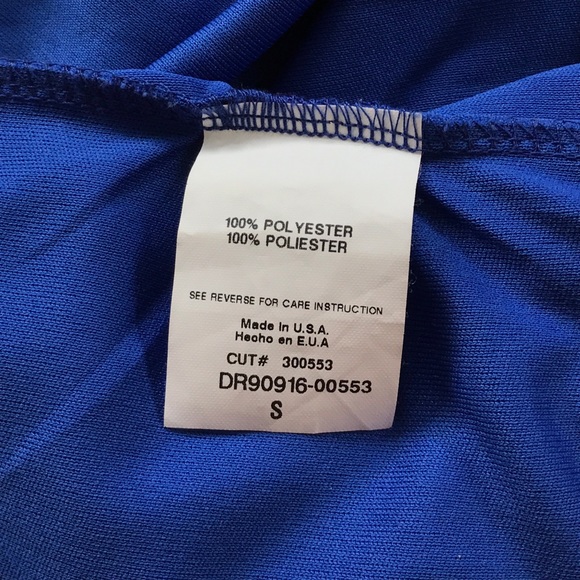 100% POLYESTER
100% POLIESTER
SEE REVERSE FOR CARE INSTRUCTION
Made in U.S.A.
Hecho en E.U.A
CUT# 300553
DR90916-00553
S